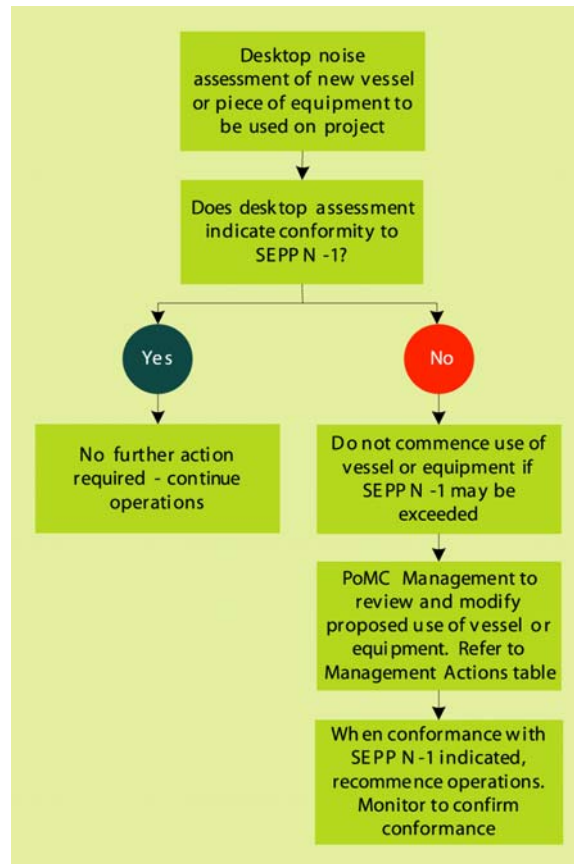 Desktop noise
assessment of new vessel
or piece of equipment to
be used on project
Does desktop assessment
indicate conformity to
SEPP N -1?
Yes
No
No further action
required - continue
operations
Do not commence use of
vessel or equipment if
SEPP N -1 may be
exceeded
PoMC Management to
review and modify
proposed use of vessel or
equipment. Refer to
Management Actions table
When conformance with
SEPP N -1 indicated,
recommence operations.
Monitor to confirm
conformance